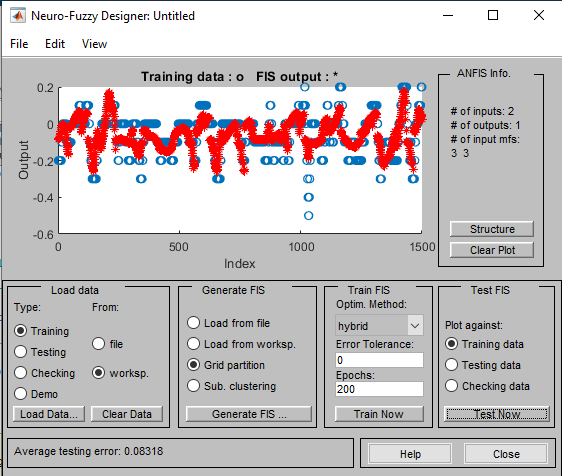 Neuro-Fuzzy Designer: Untitled
File Edit View
Training data : o FIS output : *
0.2
0
-0.2
-0.4
-0.6
Output
0 500 1000 1500
Index
ANFIS Info.
# of inputs: 2
# of outputs: 1
# of input mfs:
3 3
Structure
Clear Plot
Load data
Type: From:
Training
Testing
Checking
Demo
file
worksp.
Load Data... Clear Data
Generate FIS
Load from file
Load from worksp.
Grid partition
Sub. clustering
Generate FIS ...
Train FIS
Optim. Method:
hybrid
Error Tolerance:
0
Epochs:
200
Train Now
Test FIS
Plot against:
Training data
Testing data
Checking data
Test Now
Average testing error: 0.08318
Help Close